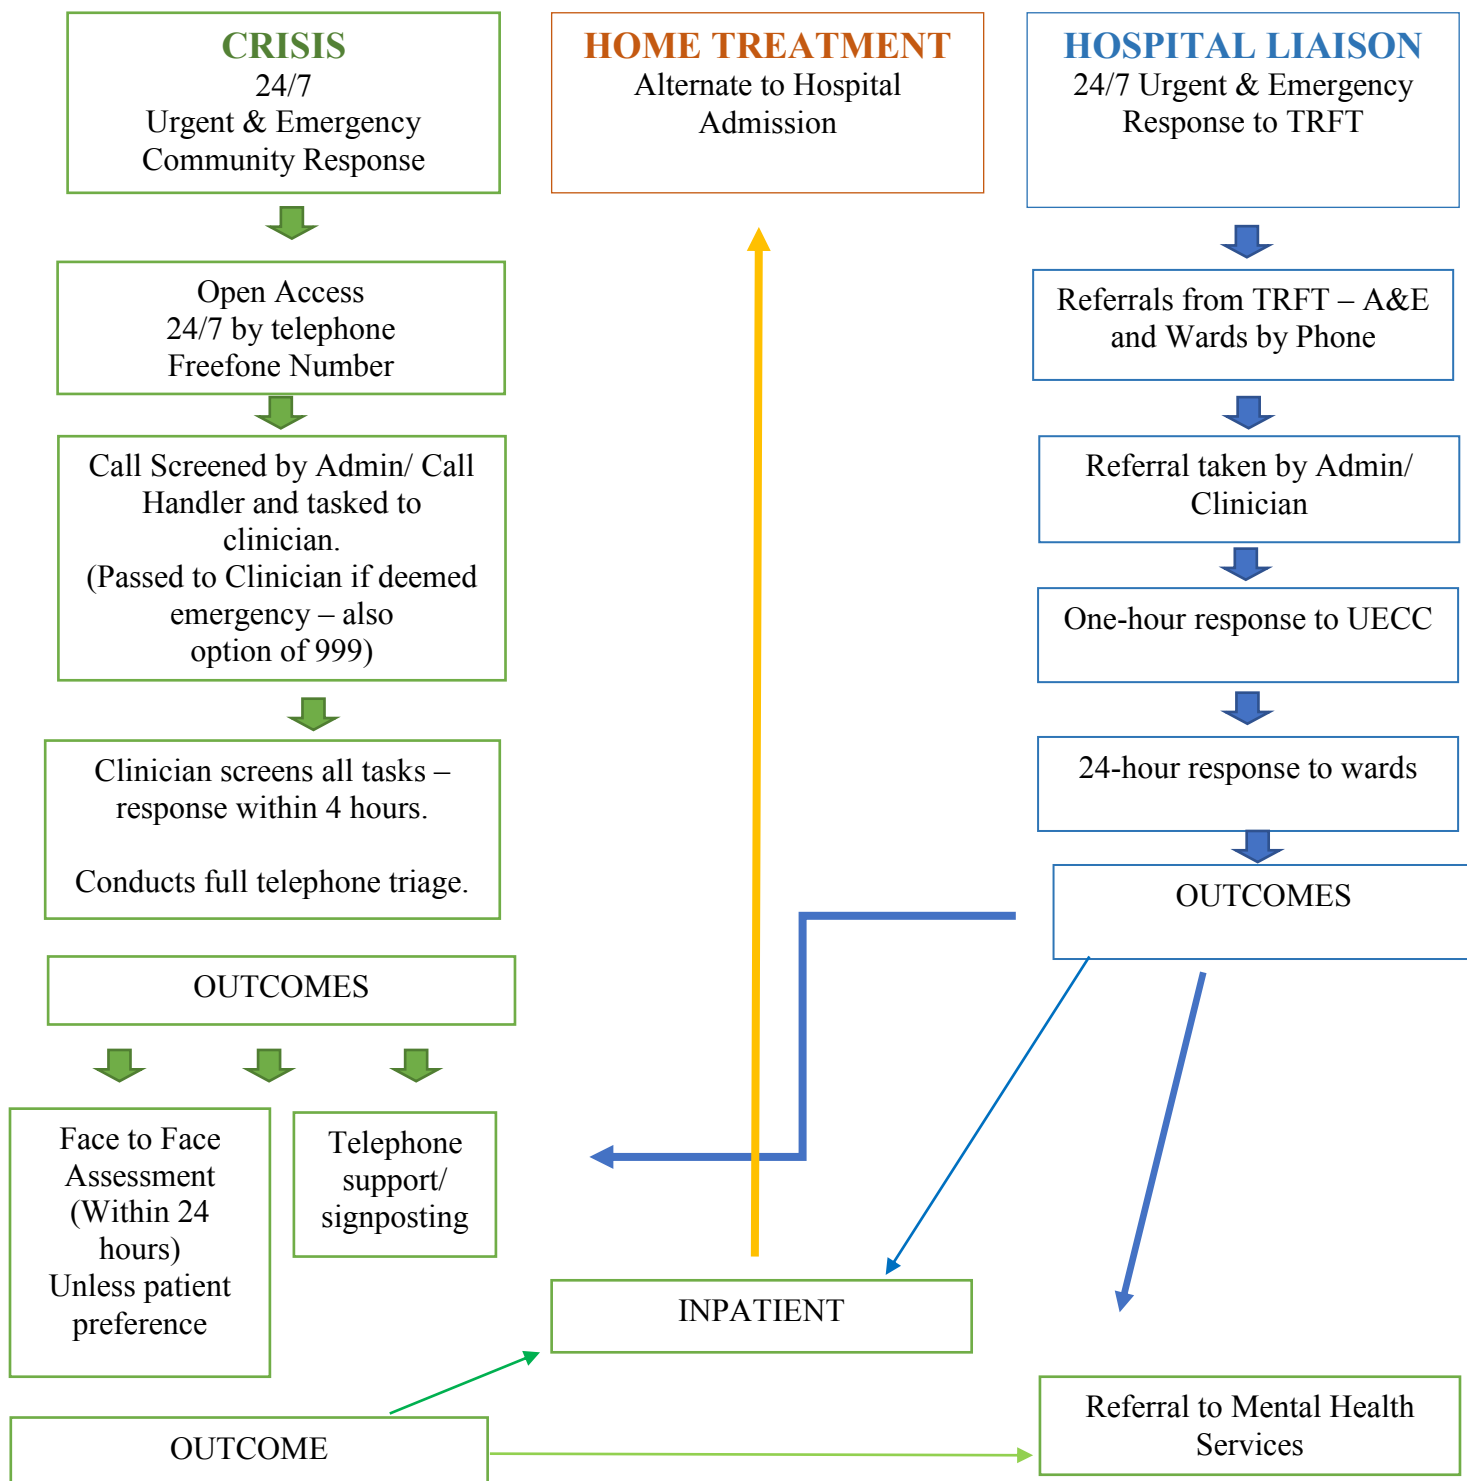 CRISIS
24/7
Urgent & Emergency
Community Response
HOME TREATMENT
Alternate to Hospital
Admission
HOSPITAL LIAISON
24/7 Urgent & Emergency
Response to TRFT
Open Access
24/7 by telephone
Freefone Number
Referrals from TRFT – A&E
and Wards by Phone
Call Screened by Admin/ Call
Handler and tasked to
clinician.
(Passed to Clinician if deemed
emergency – also
option of 999)
Referral taken by Admin/
Clinician
One-hour response to UECC
Clinician screens all tasks –
response within 4 hours.
Conducts full telephone triage.
24-hour response to wards
OUTCOMES
OUTCOMES
Face to Face
Assessment
(Within 24
hours)
Unless patient
preference
Telephone
support/
signposting
INPATIENT
OUTCOME
Referral to Mental Health
Services